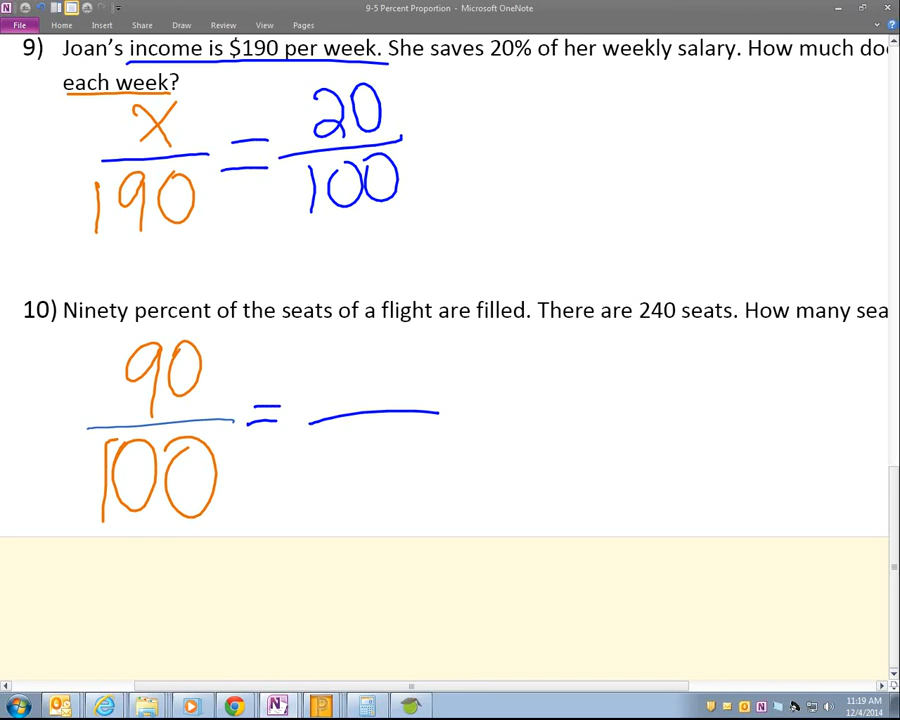 9-5 Percent Proportion - Microsoft OneNote
File Home Insert Share Draw Review View Pages
9) Joan's income is $190 per week. She saves 20% of her weekly salary. How much
each week?
x 20
=
190 100
10) Ninety percent of the seats of a flight are filled. There are 240 seats. How many
90
=
100
11:19 AM
12/4/2014